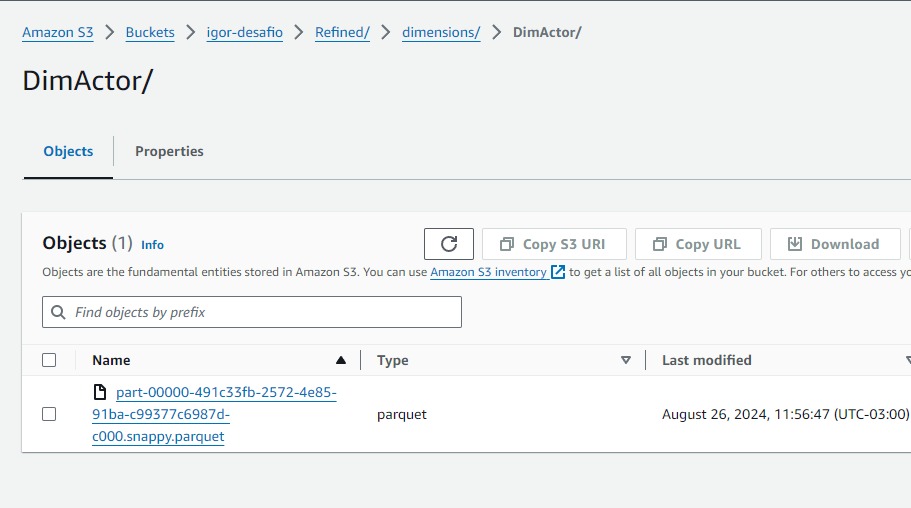 Amazon S3 > Buckets > igor-desafio > Refined/ > dimensions/ > DimActor/
DimActor/
Objects Properties
Objects (1) Info Copy S3 URI Copy URL Download
Objects are the fundamental entities stored in Amazon S3. You can use Amazon S3 inventory to get a list of all objects in your bucket. For others to access
Find objects by prefix
Name Type Last modified
part-00000-491c33fb-2572-4e85-
91ba-c99377c6987d-
c000.snappy.parquet
parquet August 26, 2024, 11:56:47 (UTC-03:00)